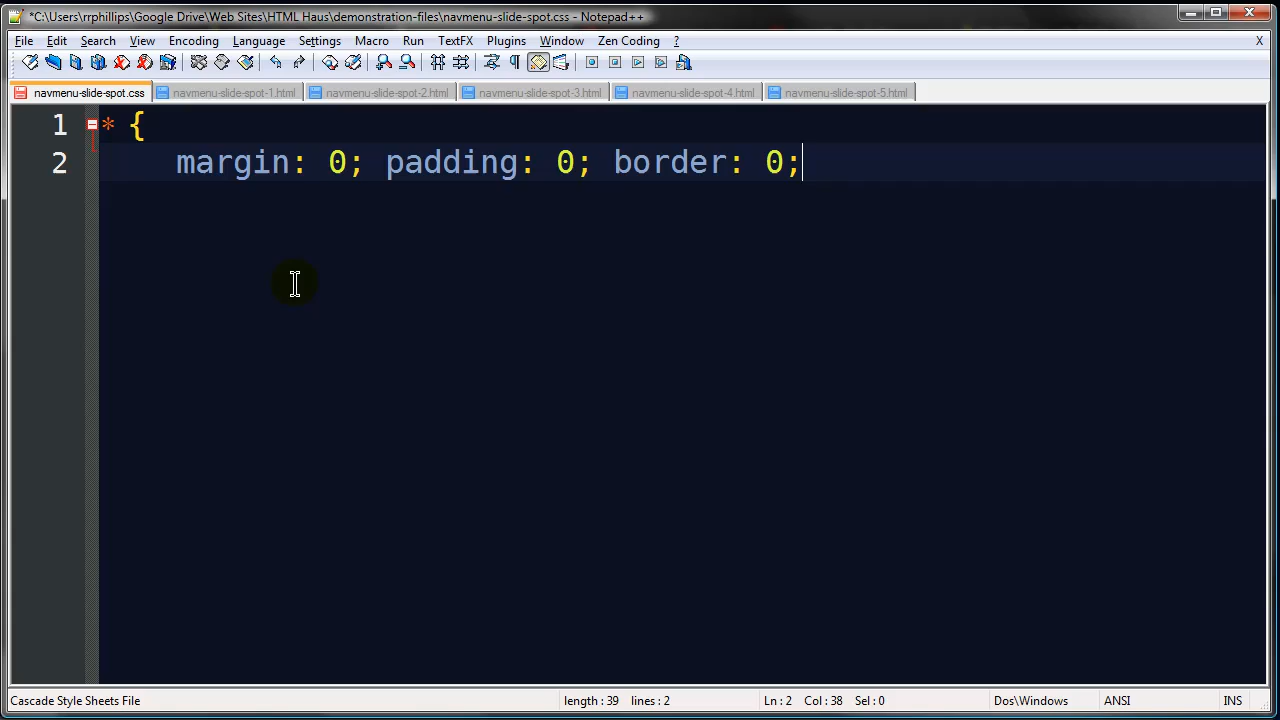 *C:\Users\rrphillips\Google Drive\Web Sites\HTML Haus\demonstration-files\navmenu-slide-spot.css - Notepad++
File Edit Search View Encoding Language Settings Macro Run TextFX Plugins Window Zen Coding ? X
navmenu-slide-spot.css navmenu-slide-spot-1.html navmenu-slide-spot-2.html navmenu-slide-spot-3.html navmenu-slide-spot-4.html navmenu-slide-spot-5.html
1 * {
2 margin: 0; padding: 0; border: 0;
Cascade Style Sheets File length : 39 lines : 2 Ln : 2 Col : 38 Sel : 0 Dos\Windows ANSI INS